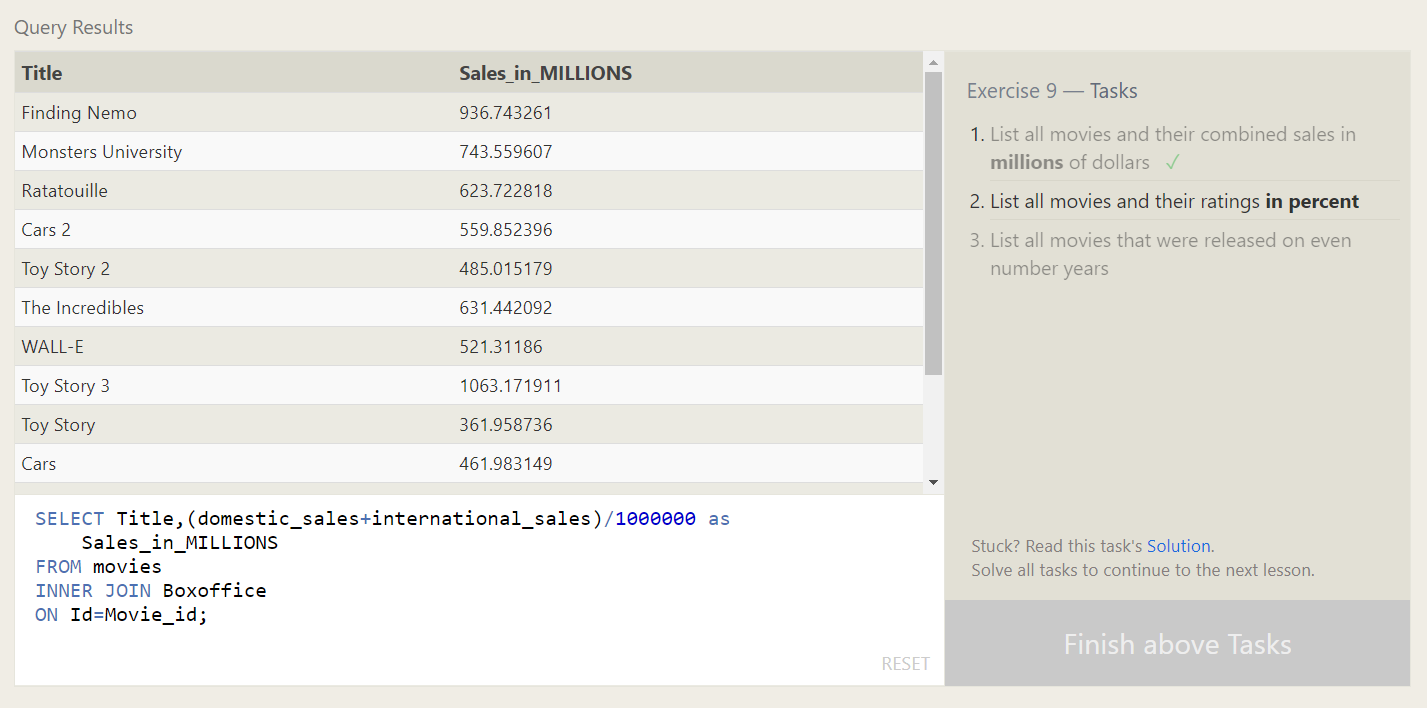 Query Results
Title Sales_in_MILLIONS
Finding Nemo 936.743261
Monsters University 743.559607
Ratatouille 623.722818
Cars 2 559.852396
Toy Story 2 485.015179
The Incredibles 631.442092
WALL-E 521.31186
Toy Story 3 1063.171911
Toy Story 361.958736
Cars 461.983149
SELECT Title,(domestic_sales+international_sales)/1000000 as
Sales_in_MILLIONS
FROM movies
INNER JOIN Boxoffice
ON Id=Movie_id;
RESET
Exercise 9 — Tasks
1. List all movies and their combined sales in
millions of dollars ✓
2. List all movies and their ratings in percent
3. List all movies that were released on even
number years
Stuck? Read this task's Solution.
Solve all tasks to continue to the next lesson.
Finish above Tasks